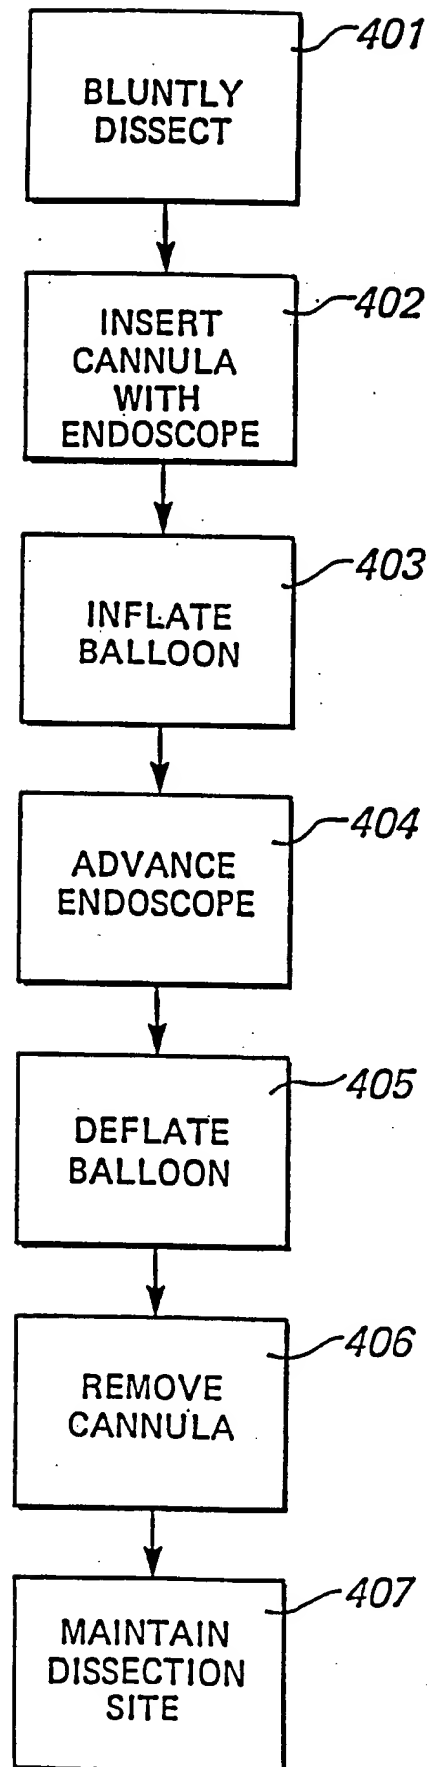 401
BLUNTLY
DISSECT
402
INSERT
CANNULA
WITH
ENDOSCOPE
403
INFLATE
BALLOON
404
ADVANCE
ENDOSCOPE
405
DEFLATE
BALLOON
406
REMOVE
CANNULA
407
MAINTAIN
DISSECTION
SITE